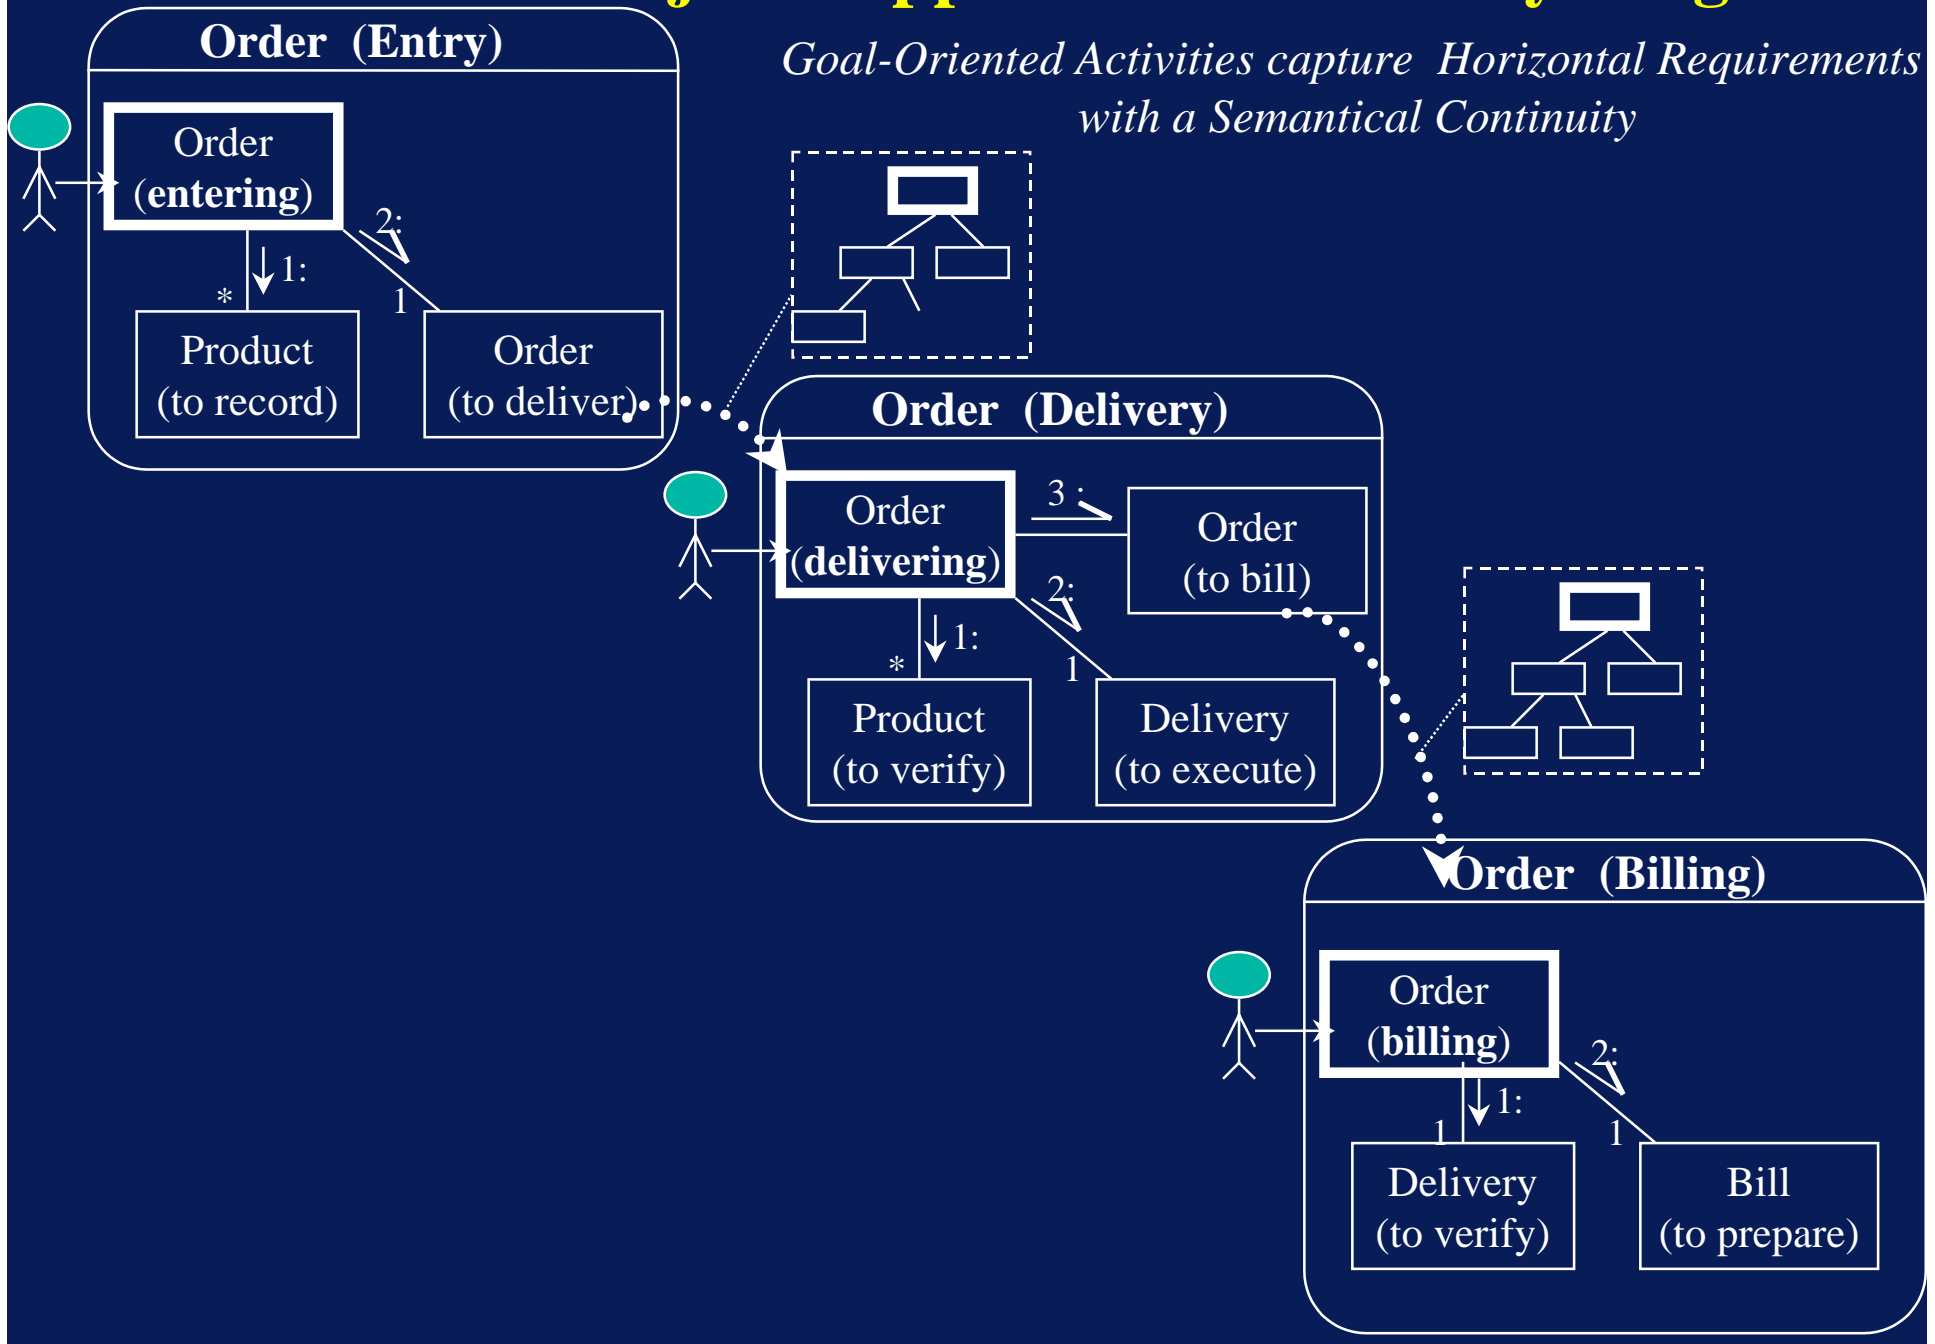 Order (Entry)
Goal-Oriented Activities capture Horizontal Requirements
with a Semantical Continuity
Order
(entering)
2:
1:
*
1
Product
(to record)
Order
(to deliver)
Order (Delivery)
Order
(delivering)
3 :
Order
(to bill)
2:
1:
*
1
Product
(to verify)
Delivery
(to execute)
Order (Billing)
Order
(billing)
2:
1:
1
1
Delivery
(to verify)
Bill
(to prepare)